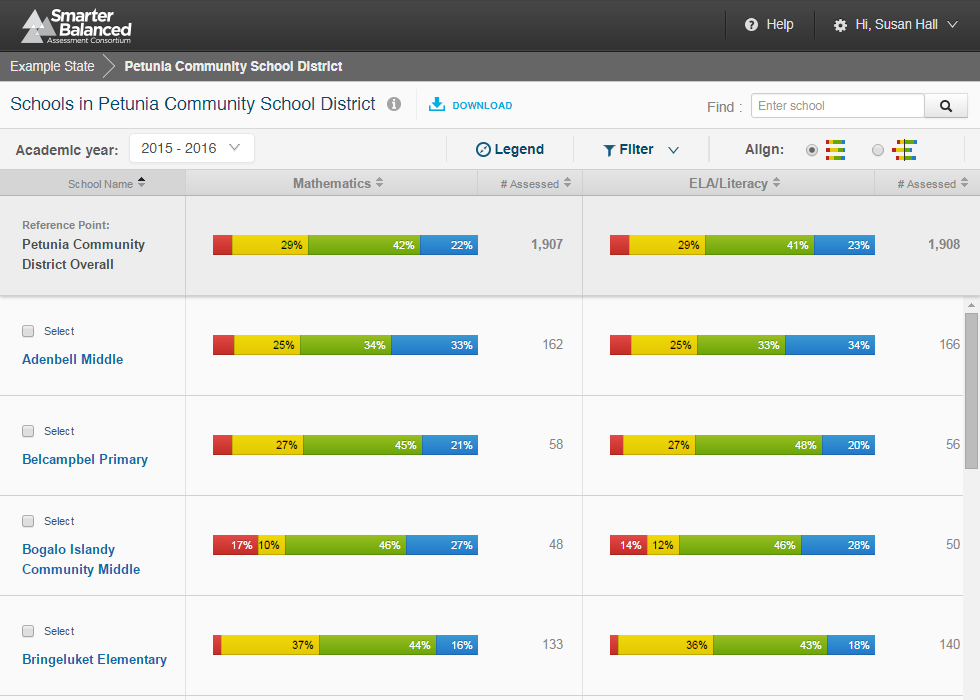 Smarter
Balanced
Assessment Consortium
Help
Hi, Susan Hall
Example State
Petunia Community School District
Schools in Petunia Community School District
DOWNLOAD
Find :
Enter school
Academic year:
2015 - 2016
Legend
Filter
Align:
School Name
Mathematics
# Assessed
ELA/Literacy
# Assessed
Reference Point:
Petunia Community
District Overall
29% 42% 22%
1,907
29% 41% 23%
1,908
Select
Adenbell Middle
25% 34% 33%
162
25% 33% 34%
166
Select
Belcampbel Primary
27% 45% 21%
58
27% 48% 20%
56
Select
Bogalo Islandy
Community Middle
17% 10% 46% 27%
48
14% 12% 46% 28%
50
Select
Bringeluket Elementary
37% 44% 16%
133
36% 43% 18%
140